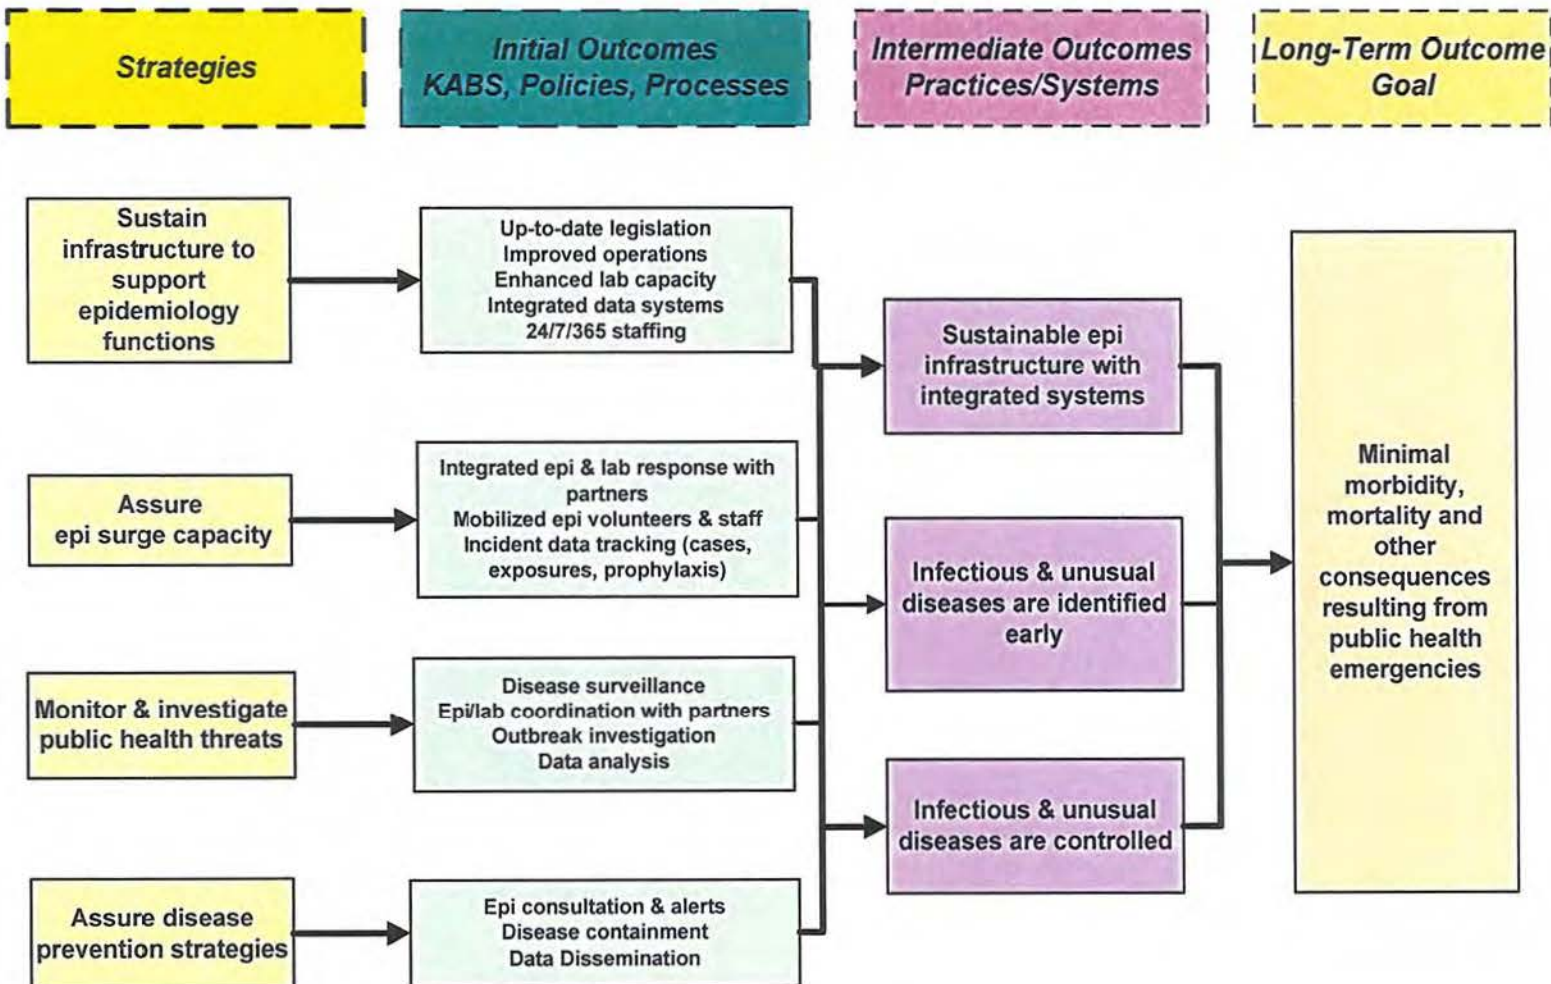 Strategies
Initial Outcomes
KABS, Policies, Processes
Intermediate Outcomes
Practices/Systems
Long-Term Outcome
Goal
Sustain
infrastructure to
support
epidemiology
functions
Up-to-date legislation
Improved operations
Enhanced lab capacity
Integrated data systems
24/7/365 staffing
Assure
epi surge capacity
Integrated epi & lab response with
partners
Mobilized epi volunteers & staff
Incident data tracking (cases,
exposures, prophylaxis)
Monitor & investigate
public health threats
Disease surveillance
Epi/lab coordination with partners
Outbreak investigation
Data analysis
Assure disease
prevention strategies
Epi consultation & alerts
Disease containment
Data Dissemination
Sustainable epi
infrastructure with
integrated systems
Infectious & unusual
diseases are identified
early
Infectious & unusual
diseases are controlled
Minimal
morbidity,
mortality and
other
consequences
resulting from
public health
emergencies